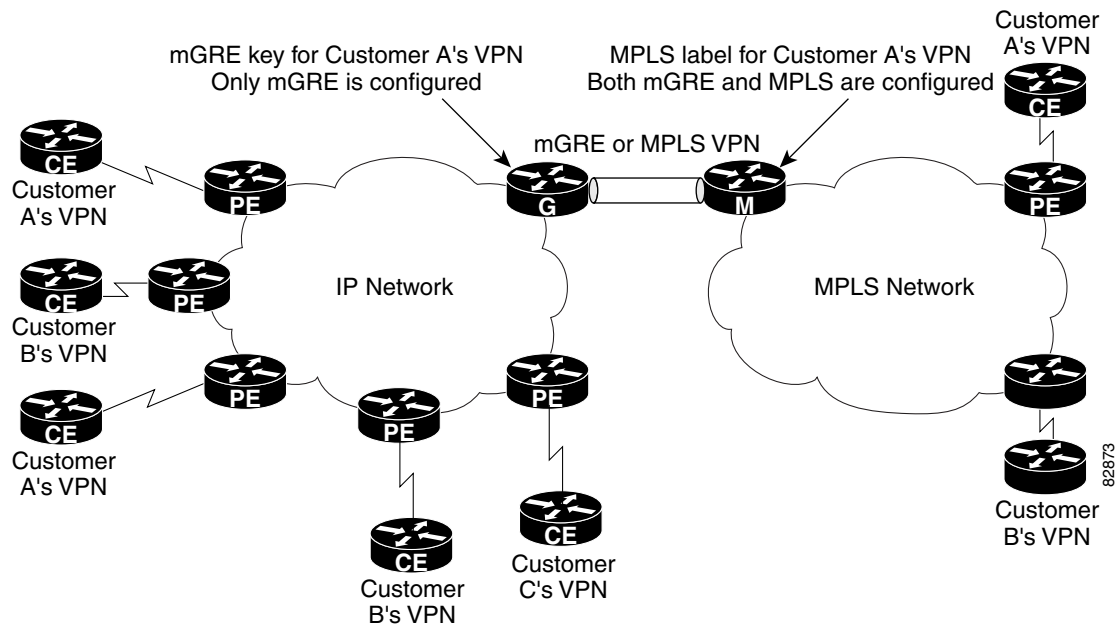 Customer
A's VPN
mGRE key for Customer A's VPN
Only mGRE is configured
MPLS label for Customer A's VPN
Both mGRE and MPLS are configured
CE
mGRE or MPLS VPN
CE
Customer
A's VPN
PE
G
M
PE
CE
Customer
B's VPN
PE
IP Network
MPLS Network
CE
Customer
A's VPN
PE
PE
PE
CE
Customer
B's VPN
CE
Customer
C's VPN
Customer
B's VPN
82873